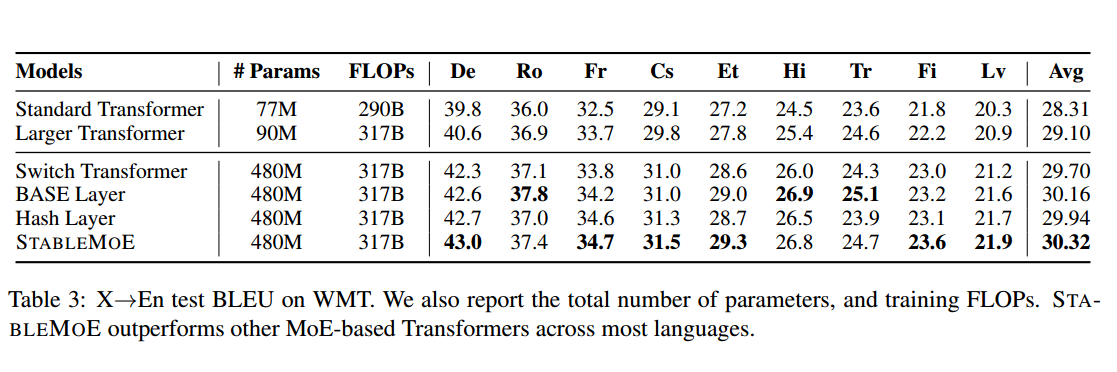 Models # Params FLOPs De Ro Fr Cs Et Hi Tr Fi Lv Avg
Standard Transformer 77M 290B 39.8 36.0 32.5 29.1 27.2 24.5 23.6 21.8 20.3 28.31
Larger Transformer 90M 317B 40.6 36.9 33.7 29.8 27.8 25.4 24.6 22.2 20.9 29.10
Switch Transformer 480M 317B 42.3 37.1 33.8 31.0 28.6 26.0 24.3 23.0 21.2 29.70
BASE Layer 480M 317B 42.6 37.8 34.2 31.0 29.0 26.9 25.1 23.2 21.6 30.16
Hash Layer 480M 317B 42.7 37.0 34.6 31.3 28.7 26.5 23.9 23.1 21.7 29.94
STABLEMOE 480M 317B 43.0 37.4 34.7 31.5 29.3 26.8 24.7 23.6 21.9 30.32
Table 3: X→En test BLEU on WMT. We also report the total number of parameters, and training FLOPs. STA-
BLEMOE outperforms other MoE-based Transformers across most languages.